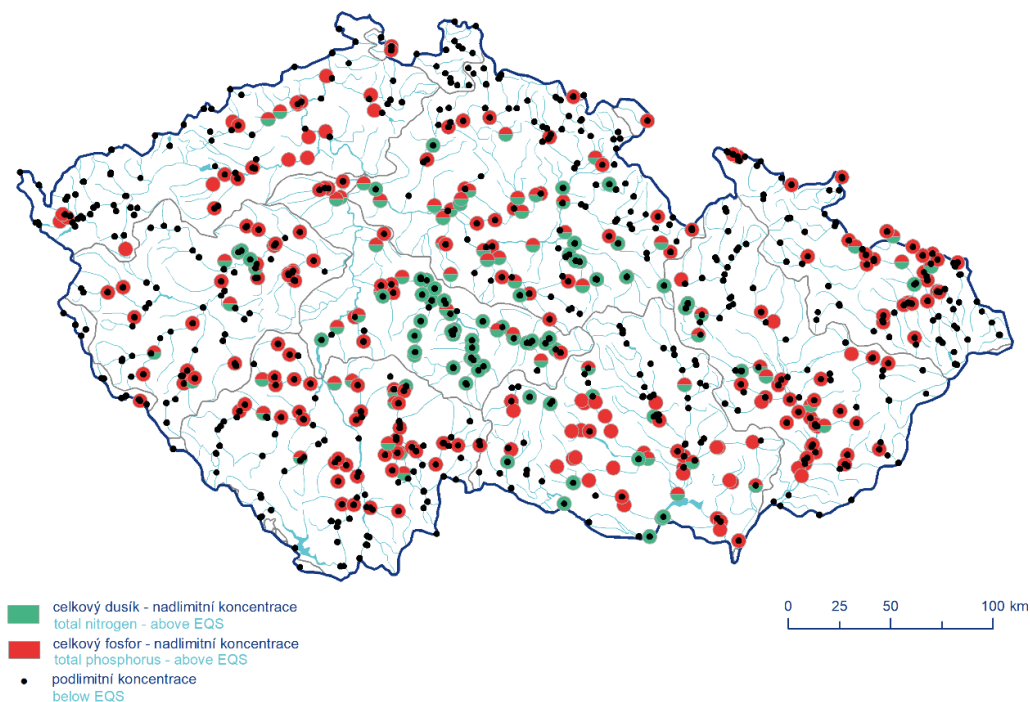 celkový dusík - nadlimitní koncentrace
total nitrogen - above EQS
celkový fosfor - nadlimitní koncentrace
total phosphorus - above EQS
podlimitní koncentrace
below EQS
0 25 50 100 km